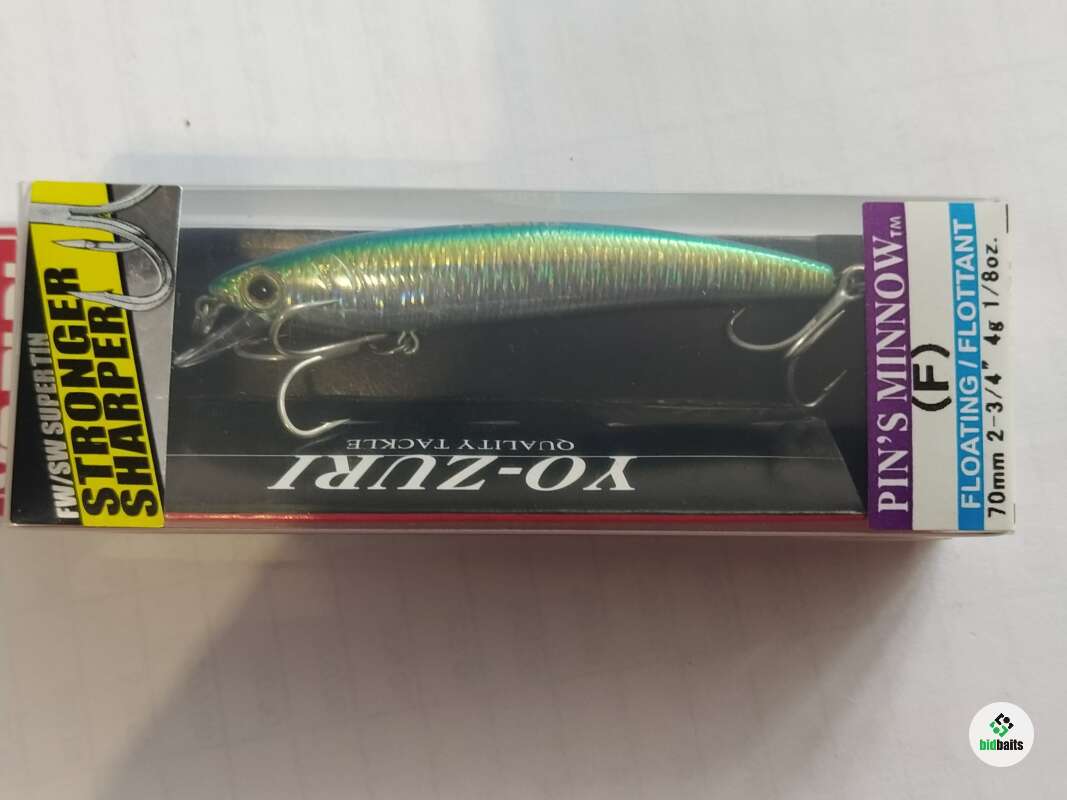 FW/SW SUPER TIN
STRONGER
SHARPER
YO-ZURI
QUALITY TACKLE
PIN'S MINNOW™
(F)
FLOATING / FLOTTANT
70mm 2-3/4" 4g 1/8oz.
bidbaits